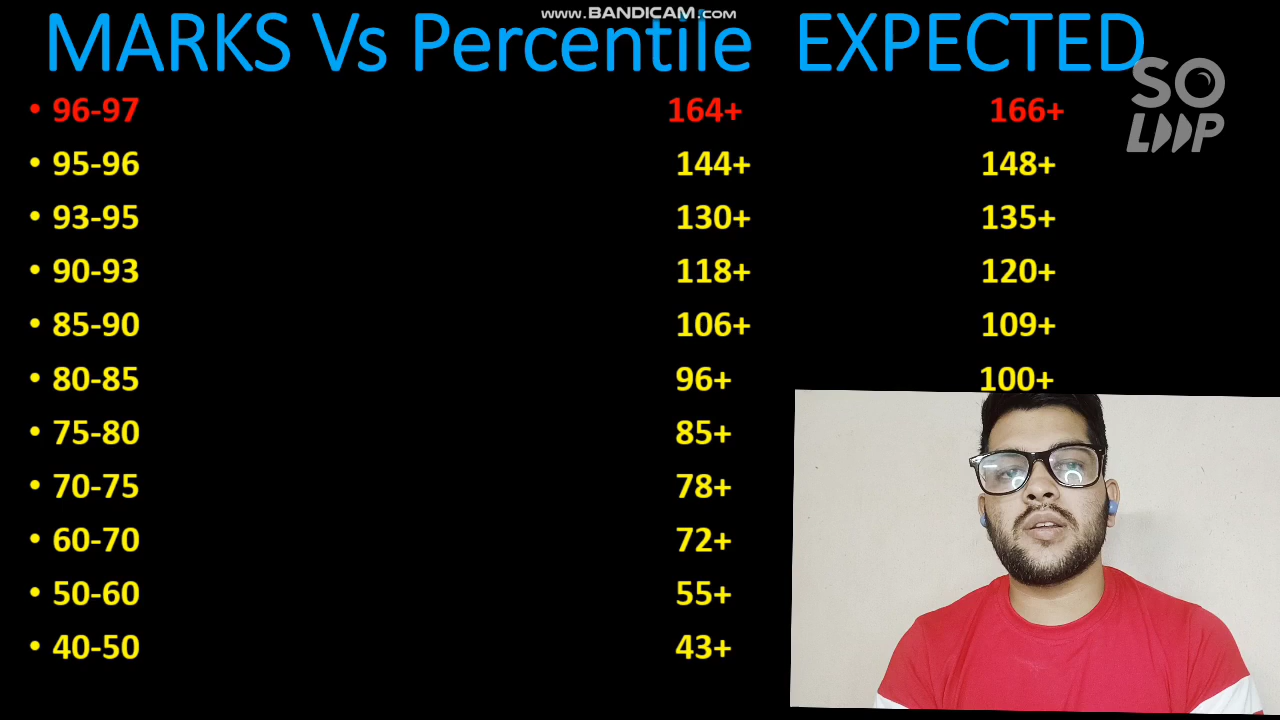 www.BANDICAM.com
MARKS Vs Percentile EXPECTED
SOLOOP
• 96-97 164+ 166+
• 95-96 144+ 148+
• 93-95 130+ 135+
• 90-93 118+ 120+
• 85-90 106+ 109+
• 80-85 96+ 100+
• 75-80 85+
• 70-75 78+
• 60-70 72+
• 50-60 55+
• 40-50 43+